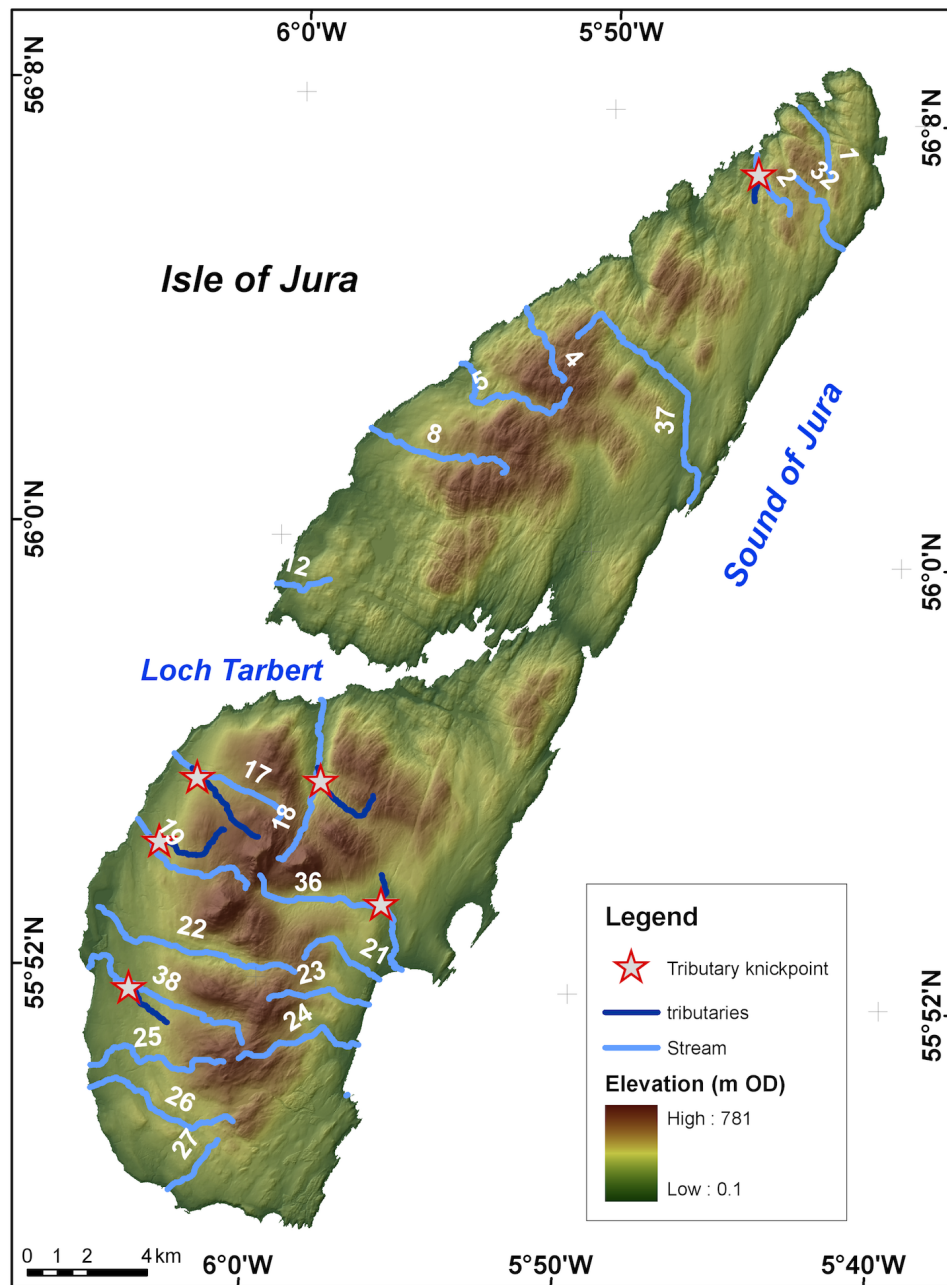 6°0'W
5°50'W
56°8'N
56°8'N
1
32
2
Isle of Jura
4
5
37
8
Sound of Jura
56°0'N
56°0'N
12
Loch Tarbert
17
18
19
36
22
21
23
38
24
25
26
27
55°52'N
55°52'N
Legend
Tributary knickpoint
tributaries
Stream
Elevation (m OD)
High : 781
Low : 0.1
0 1 2 4 km
6°0'W
5°50'W
5°40'W